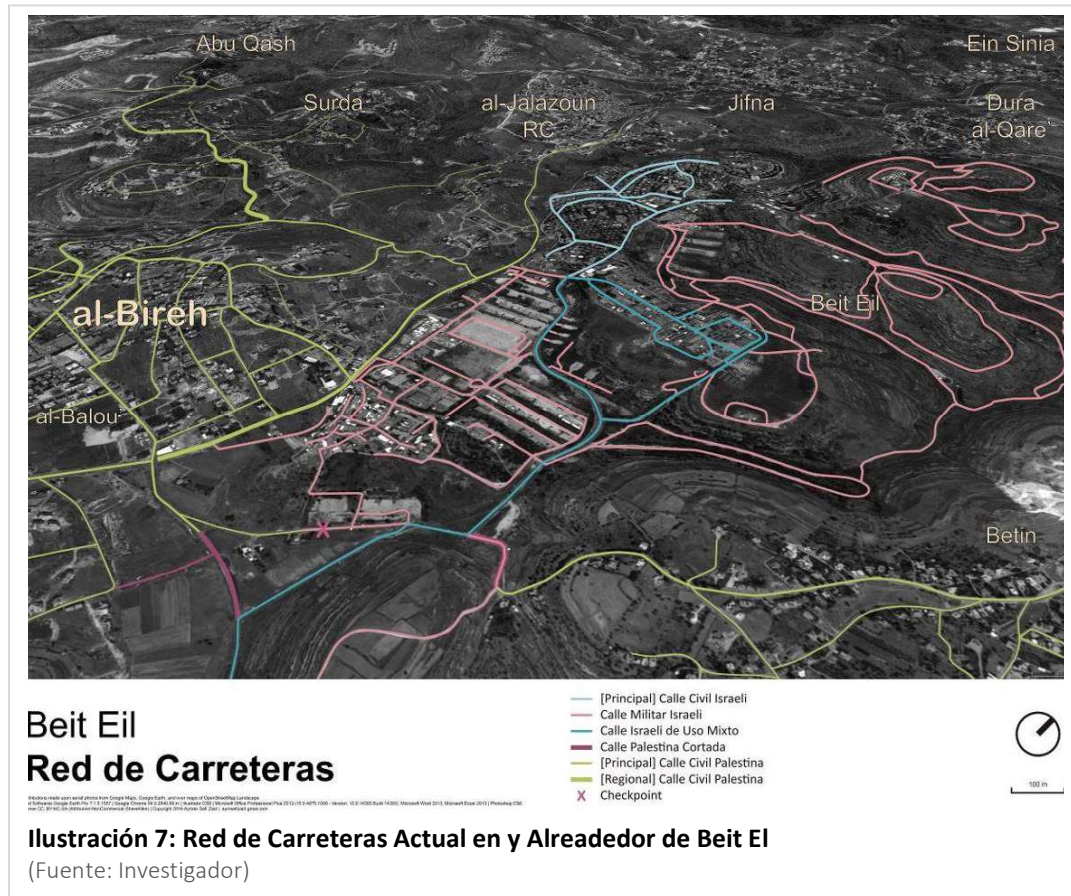 Abu Qash
Ein Sinia
Surda
al-Jalazoun
RC
Jifna
Dura
al-Qare'
al-Bireh
Beit Eil
al-Balou'
Betin
Beit Eil
Red de Carreteras
[Principal] Calle Civil Israeli
Calle Militar Israeli
Calle Israeli de Uso Mixto
Calle Palestina Cortada
[Principal] Calle Civil Palestina
[Regional] Calle Civil Palestina
X Checkpoint
100 m
Ilustración 7: Red de Carreteras Actual en y Alreadedor de Beit El
(Fuente: Investigador)